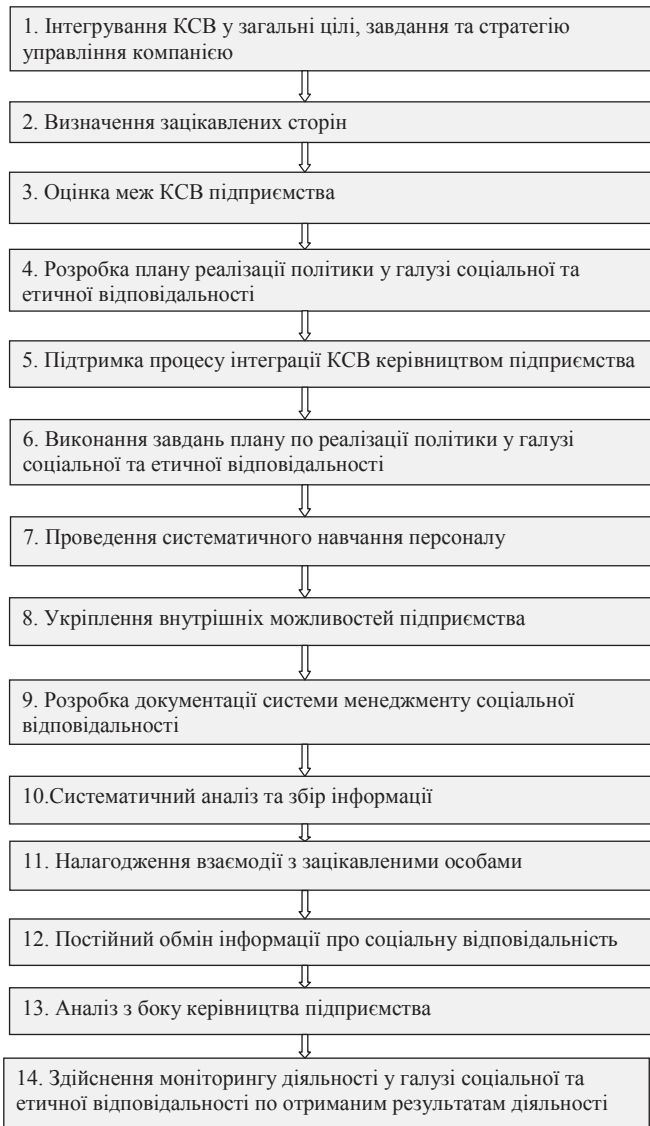 1. Інтегрування КСВ у загальні цілі, завдання та стратегію
управління компанією
2. Визначення зацікавлених сторін
3. Оцінка меж КСВ підприємства
4. Розробка плану реалізації політики у галузі соціальної та
етичної відповідальності
5. Підтримка процесу інтеграції КСВ керівництвом підприємства
6. Виконання завдань плану по реалізації політики у галузі
соціальної та етичної відповідальності
7. Проведення систематичного навчання персоналу
8. Укріплення внутрішніх можливостей підприємства
9. Розробка документації системи менеджменту соціальної
відповідальності
10.Систематичний аналіз та збір інформації
11. Налагодження взаємодії з зацікавленими особами
12. Постійний обмін інформації про соціальну відповідальність
13. Аналіз з боку керівництва підприємства
14. Здійснення моніторингу діяльності у галузі соціальної та
етичної відповідальності по отриманим результатам діяльності